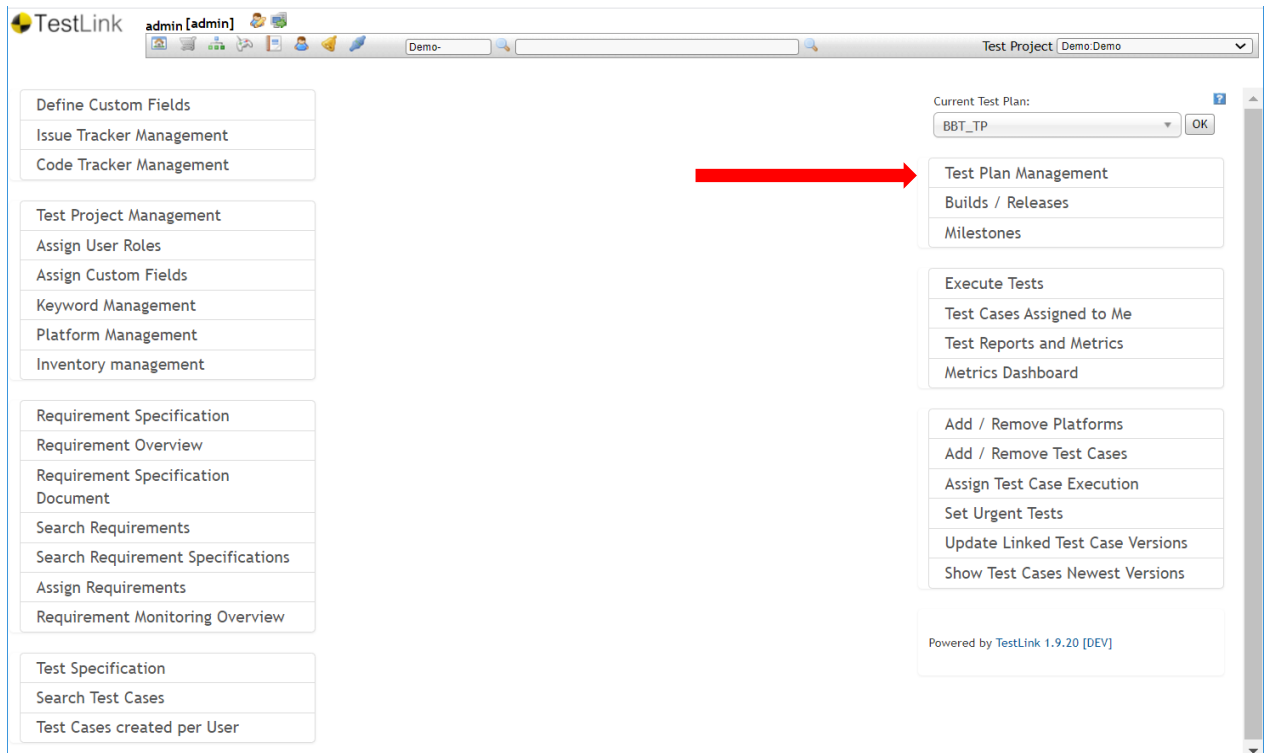 TestLink
admin [admin]
Demo-
Test Project
Demo:Demo
Define Custom Fields
Issue Tracker Management
Code Tracker Management
Test Project Management
Assign User Roles
Assign Custom Fields
Keyword Management
Platform Management
Inventory management
Requirement Specification
Requirement Overview
Requirement Specification
Document
Search Requirements
Search Requirement Specifications
Assign Requirements
Requirement Monitoring Overview
Test Specification
Search Test Cases
Test Cases created per User
Current Test Plan:
?
BBT_TP
OK
Test Plan Management
Builds / Releases
Milestones
Execute Tests
Test Cases Assigned to Me
Test Reports and Metrics
Metrics Dashboard
Add / Remove Platforms
Add / Remove Test Cases
Assign Test Case Execution
Set Urgent Tests
Update Linked Test Case Versions
Show Test Cases Newest Versions
Powered by TestLink 1.9.20 [DEV]